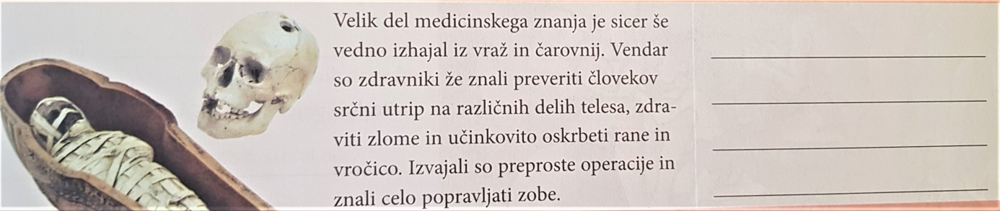 Velik del medicinskega znanja je sicer še
vedno izhajal iz vraž in čarovnij. Vendar
so zdravniki že znali preveriti človekov
srčni utrip na različnih delih telesa, zdra-
viti zlome in učinkovito oskrbeti rane in
vročico. Izvajali so preproste operacije in
znali celo popravljati zobe.